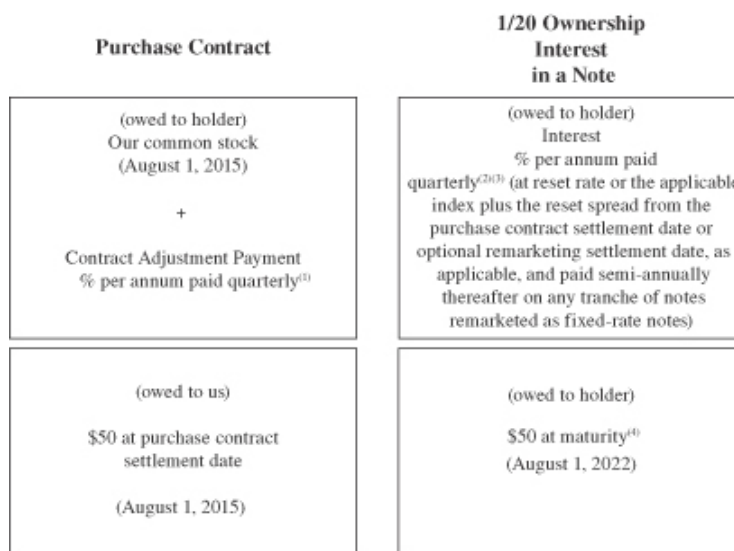 Purchase Contract
1/20 Ownership
Interest
in a Note
(owed to holder)
Our common stock
(August 1, 2015)
+
Contract Adjustment Payment
% per annum paid quarterly(1)
(owed to holder)
Interest
% per annum paid
quarterly(2)(3) (at reset rate or the applicable
index plus the reset spread from the
purchase contract settlement date or
optional remarketing settlement date, as
applicable, and paid semi-annually
thereafter on any tranche of notes
remarketed as fixed-rate notes)
(owed to us)
$50 at purchase contract
settlement date
(August 1, 2015)
(owed to holder)
$50 at maturity(4)
(August 1, 2022)